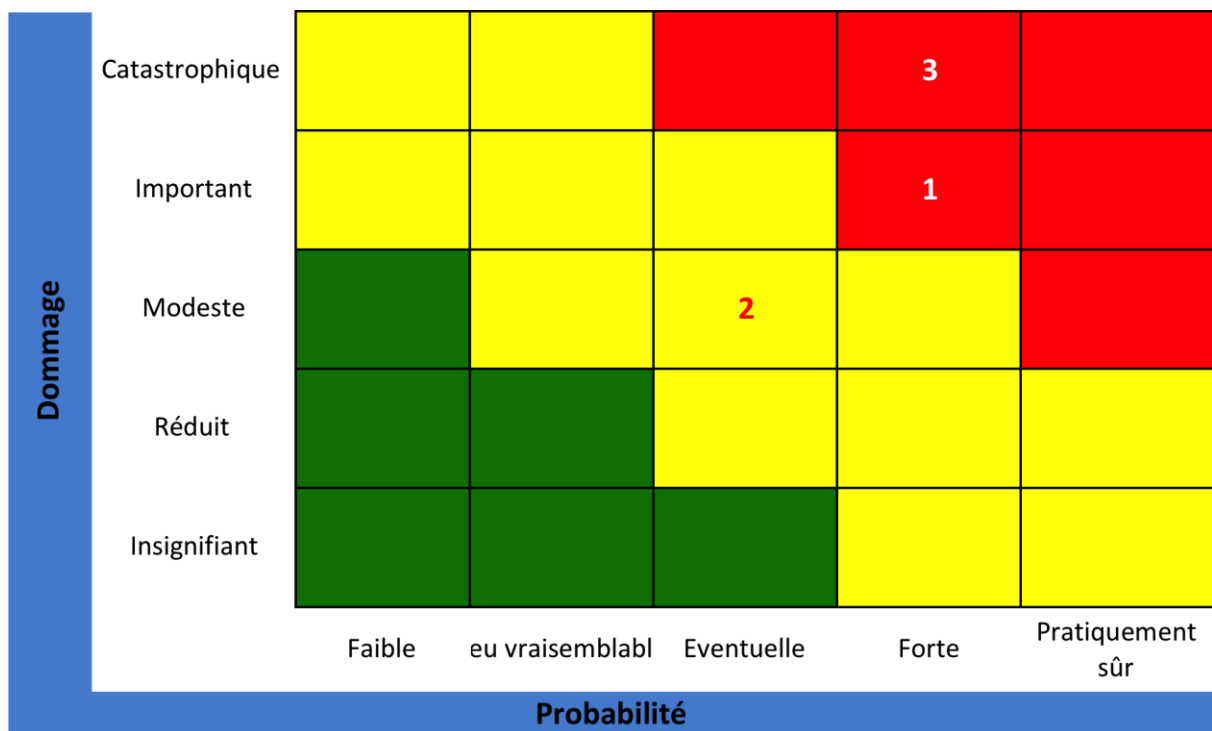 Catastrophique
3
Important
1
Modeste
2
Dommage
Réduit
Insignifiant
Faible
eu vraisemblabl
Eventuelle
Forte
Pratiquement
sûr
Probabilité